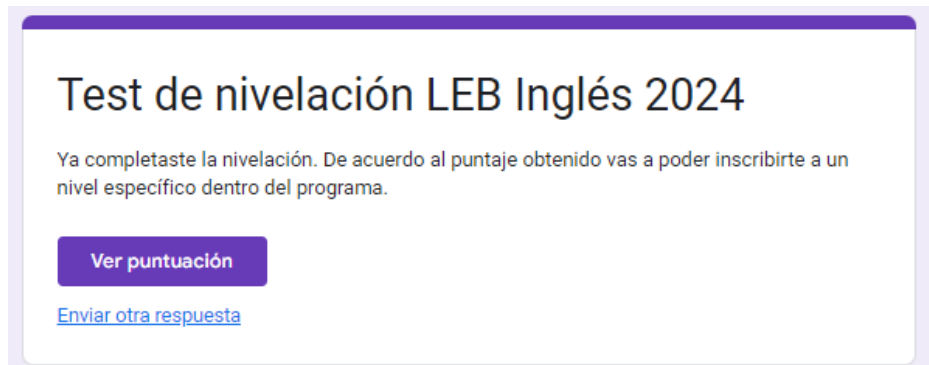 Test de nivelación LEB Inglés 2024
Ya completaste la nivelación. De acuerdo al puntaje obtenido vas a poder inscribirte a un
nivel específico dentro del programa.
Ver puntuación
Enviar otra respuesta